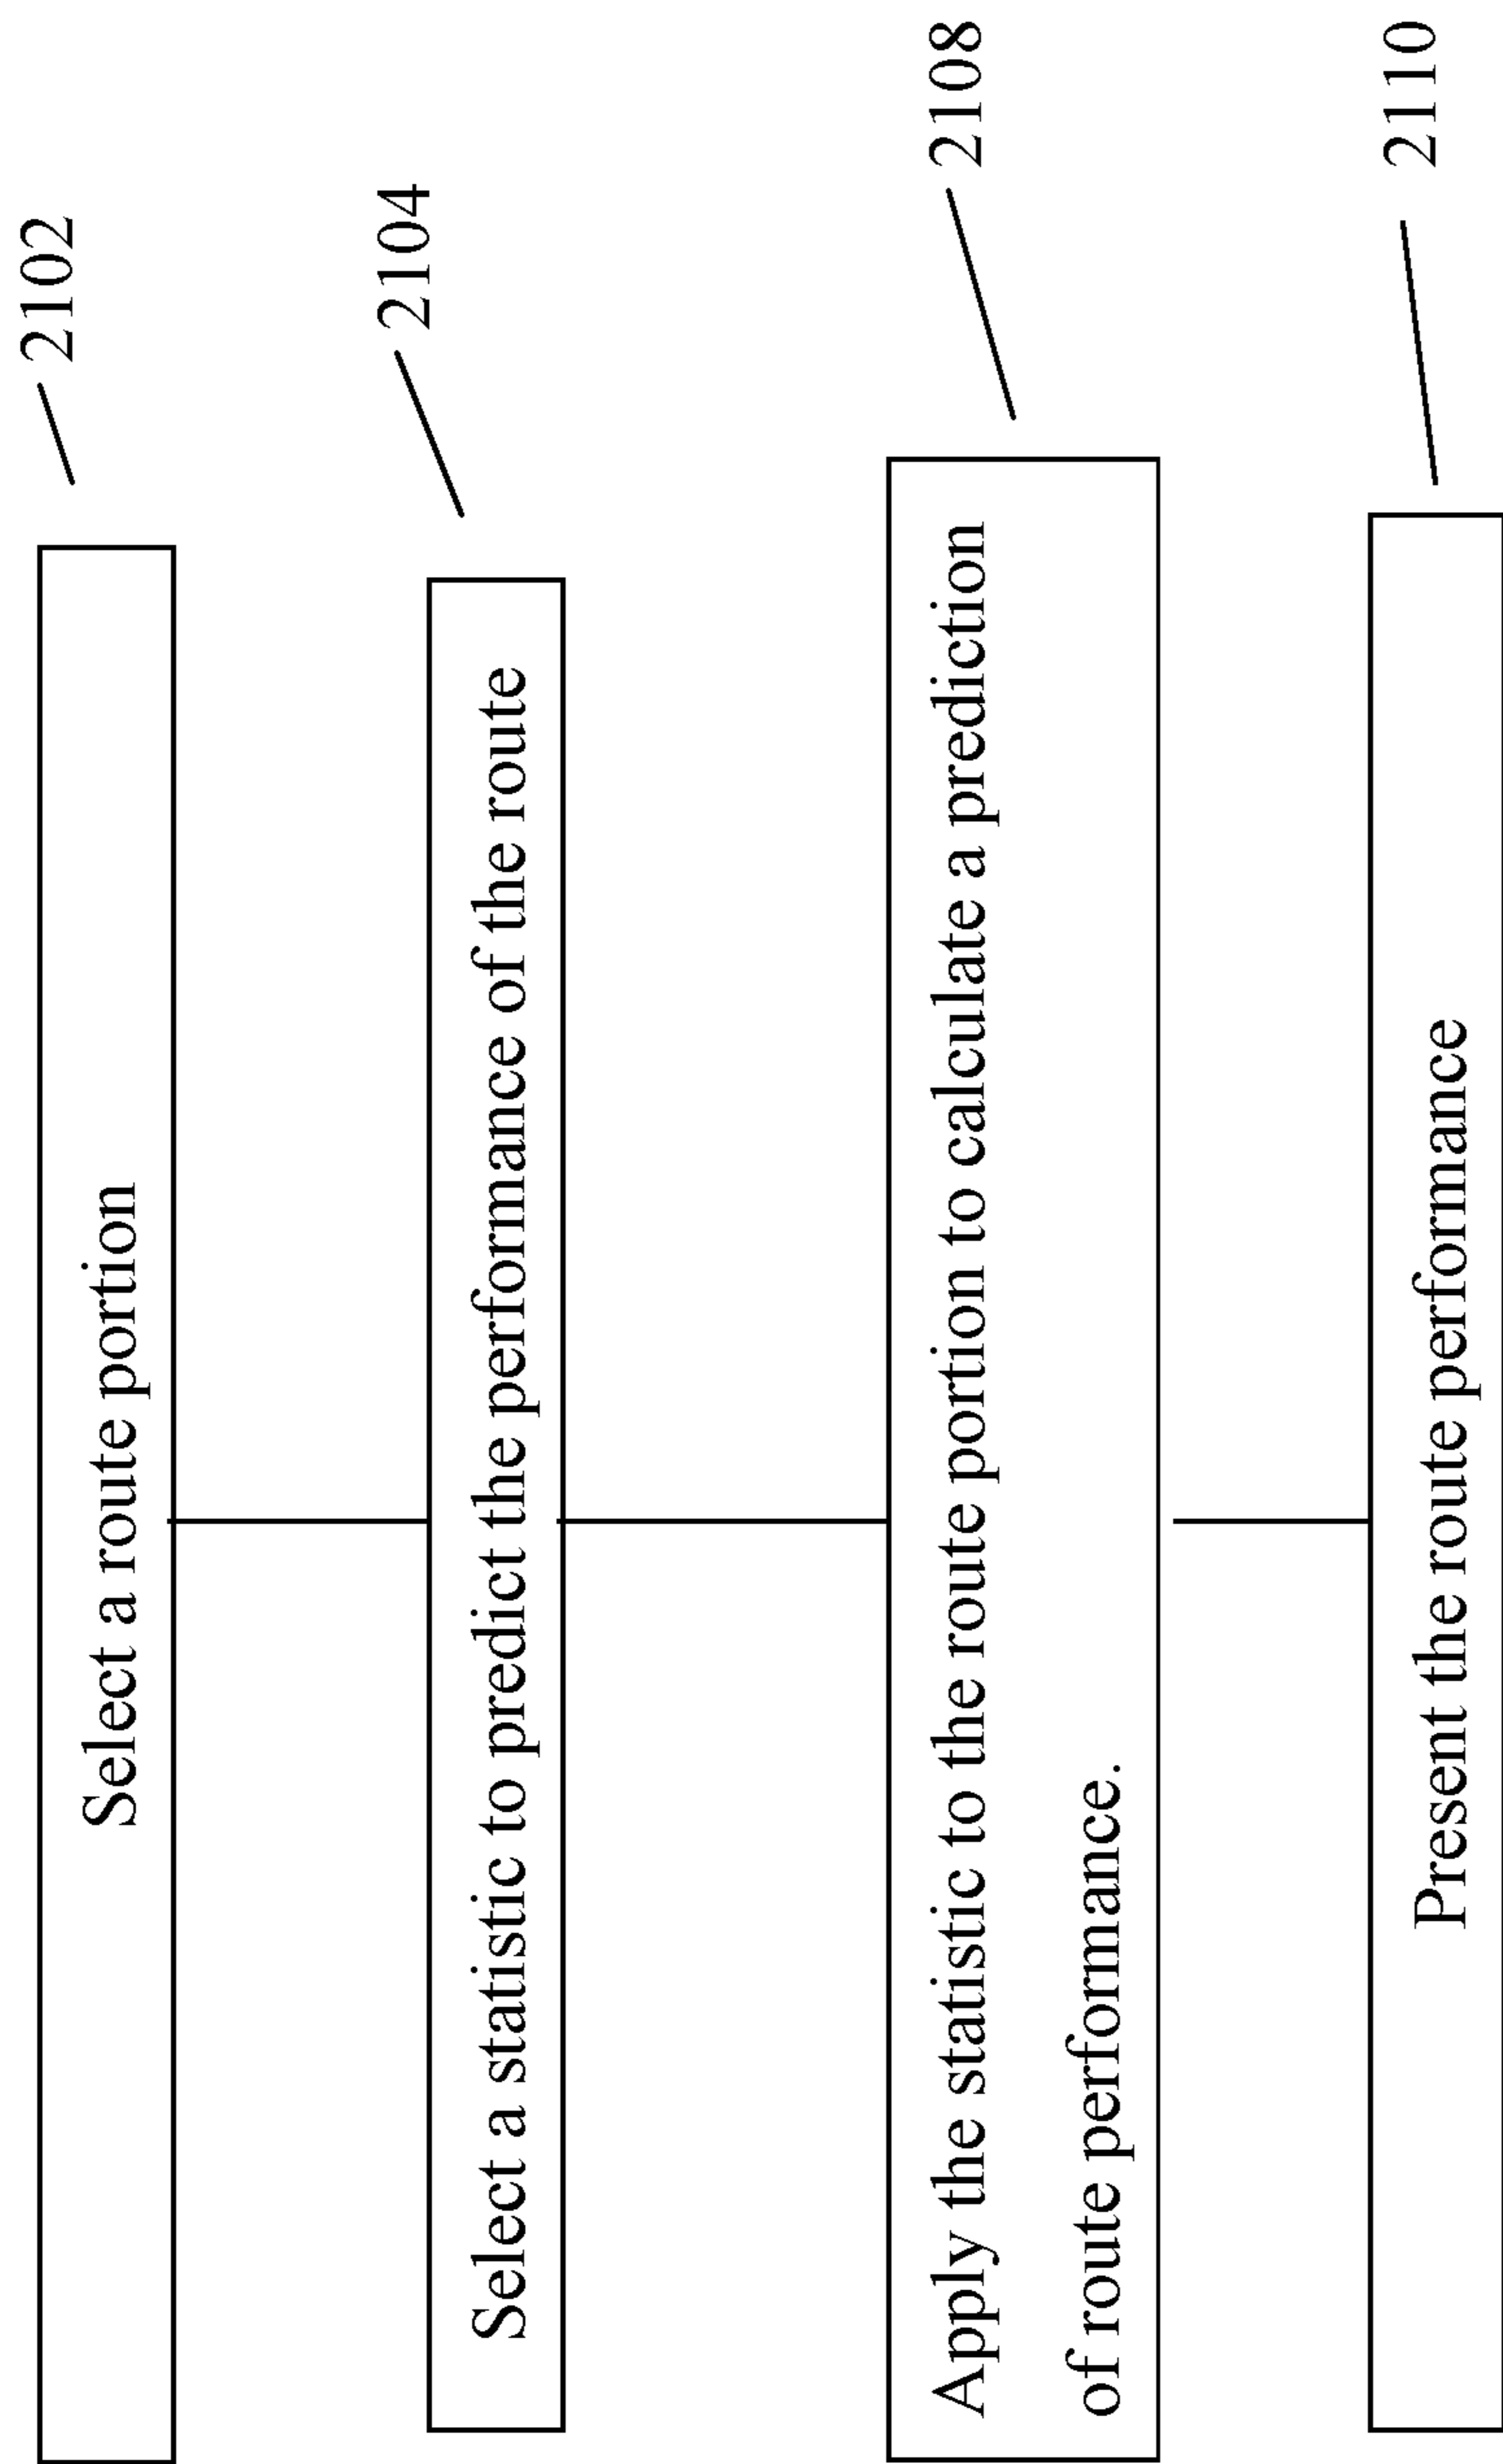 2102
Select a route portion
2104
Select a statistic to predict the performance of the route
2108
Apply the statistic to the route portion to calculate a prediction
of route performance.
2110
Present the route performance